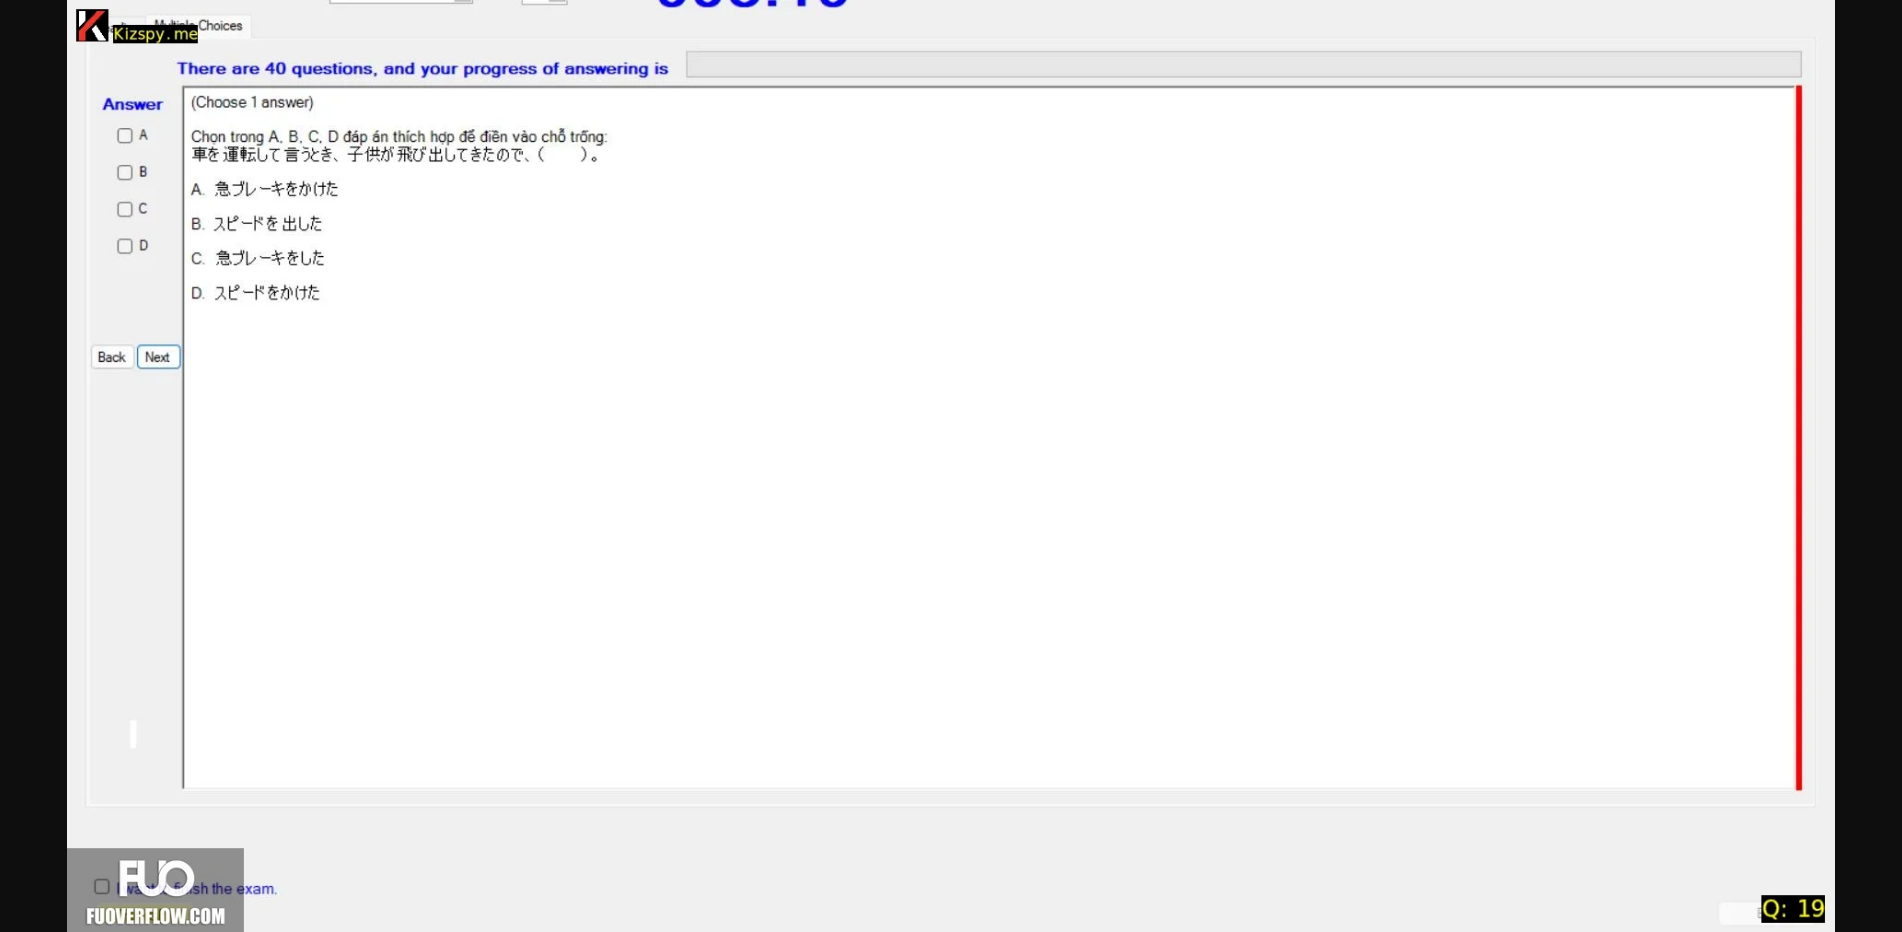 Choices
Kizspy.me
There are 40 questions, and your progress of answering is
Answer
(Choose 1 answer)
A
B
C
D
Chọn trong A, B, C, D đáp án thích hợp để điền vào chỗ trống:
車を運転して言うとき、子供が飛び出してきたので、(　　)。
A. 急ブレーキをかけた
B. スピードを出した
C. 急ブレーキをした
D. スピードをかけた
Back Next
FUO
the exam.
FUOVERFLOW.COM
Q: 19